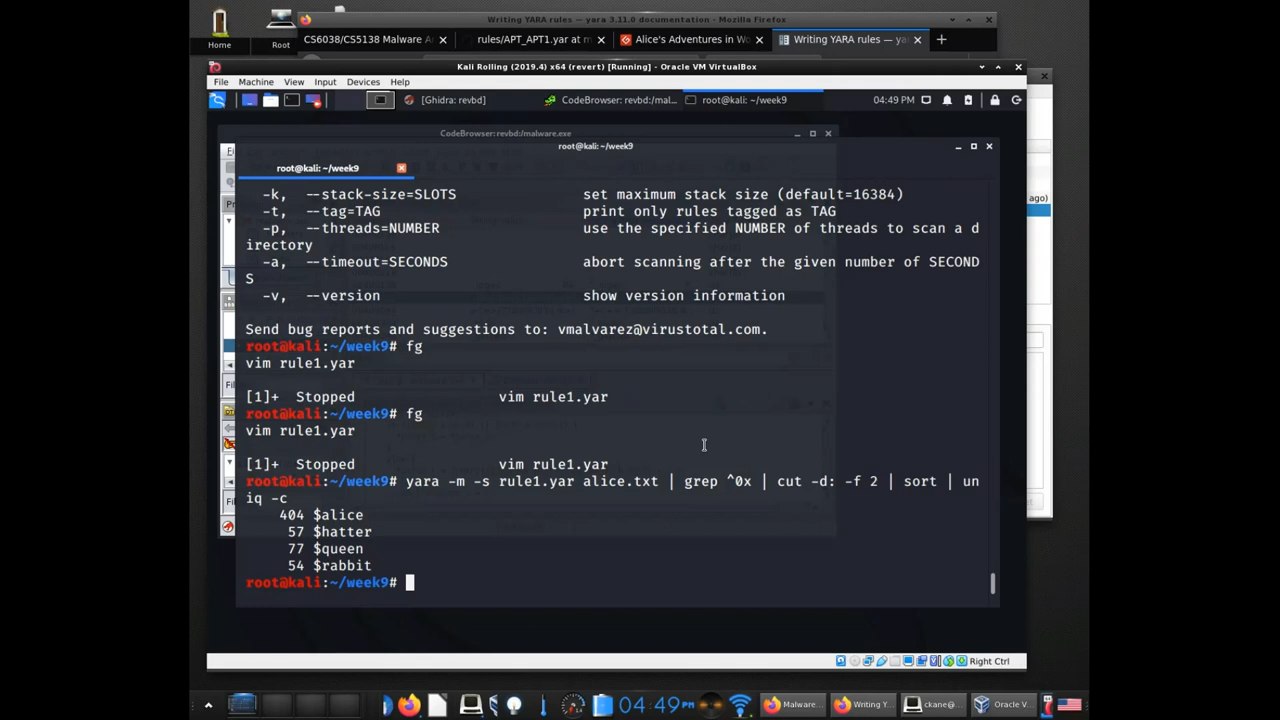 Writing YARA rules — yara 3.11.0 documentation - Mozilla Firefox
Home
Root
CS6038/CS5138 Malware A
rules/APT_APT1.yar at m
Alice's Adventures in Wo
Writing YARA rules — ya
Kali Rolling (2019.4) x64 (revert) [Running] - Oracle VM VirtualBox
File Machine View Input Devices Help
[Ghidra: revbd]
CodeBrowser: revbd:/mal...
root@kali: ~/week9
04:49 PM
CodeBrowser: revbd:/malware.exe
root@kali: ~/week9
root@kali: ~/week9
ago)
-k, --stack-size=SLOTS set maximum stack size (default=16384)
-t, --tag=TAG print only rules tagged as TAG
-p, --threads=NUMBER use the specified NUMBER of threads to scan a d
irectory
-a, --timeout=SECONDS abort scanning after the given number of SECOND
S
-v, --version show version information
Send bug reports and suggestions to: vmalvarez@virustotal.com.
root@kali:~/week9# fg
vim rule1.yar
[1]+ Stopped vim rule1.yar
root@kali:~/week9# fg
vim rule1.yar
[1]+ Stopped vim rule1.yar
root@kali:~/week9# yara -m -s rule1.yar alice.txt | grep ^0x | cut -d: -f 2 | sort | un
iq -c
404 $alice
57 $hatter
77 $queen
54 $rabbit
root@kali:~/week9#
Right Ctrl
04:49 PM
Malware...
Writing Y...
ckane@...
Oracle V...